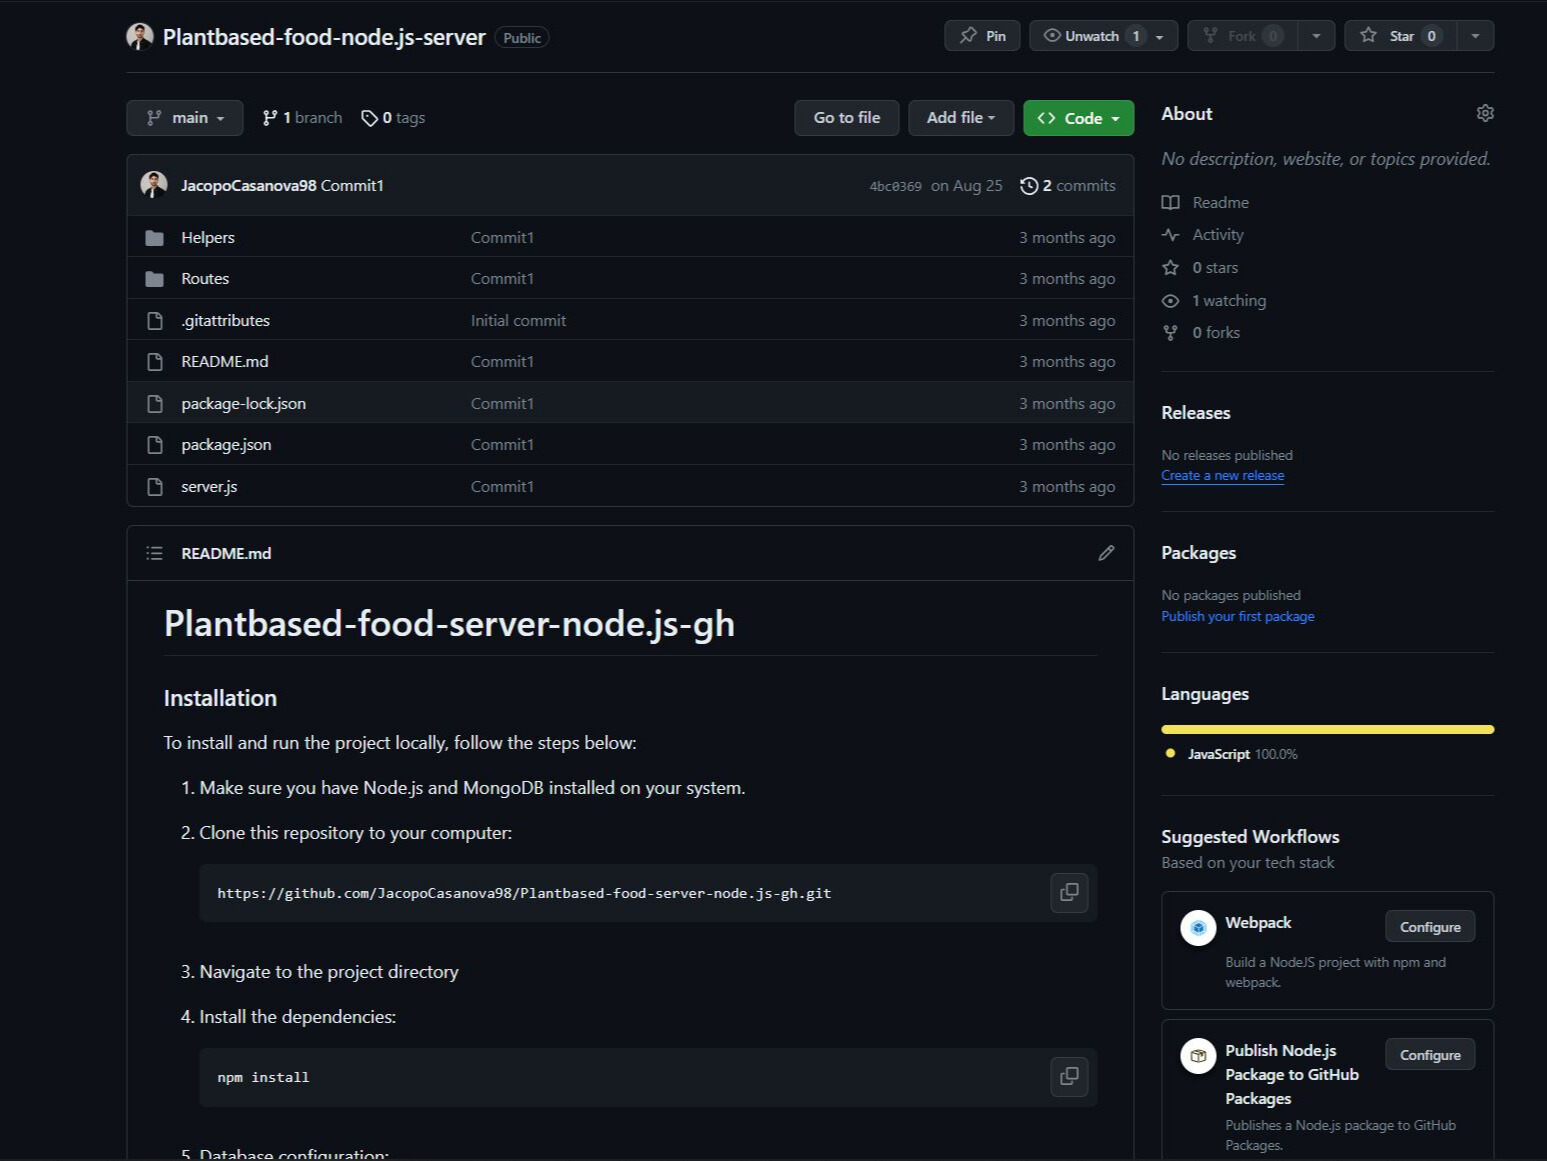 Plantbased-food-node.js-server Public
Pin
Unwatch 1
Fork 0
Star 0
main
1 branch
0 tags
Go to file
Add file
Code
JacopoCasanova98 Commit1
4bc0369 on Aug 25
2 commits
Helpers Commit1 3 months ago
Routes Commit1 3 months ago
.gitattributes Initial commit 3 months ago
README.md Commit1 3 months ago
package-lock.json Commit1 3 months ago
package.json Commit1 3 months ago
server.js Commit1 3 months ago
README.md
Plantbased-food-server-node.js-gh
Installation
To install and run the project locally, follow the steps below:
1. Make sure you have Node.js and MongoDB installed on your system.
2. Clone this repository to your computer:
https://github.com/JacopoCasanova98/Plantbased-food-server-node.js-gh.git
3. Navigate to the project directory
4. Install the dependencies:
npm install
5. Database configuration:
About
No description, website, or topics provided.
Readme
Activity
0 stars
1 watching
0 forks
Releases
No releases published
Create a new release
Packages
No packages published
Publish your first package
Languages
JavaScript 100.0%
Suggested Workflows
Based on your tech stack
Webpack
Configure
Build a NodeJS project with npm and
webpack.
Publish Node.js
Package to GitHub
Packages
Configure
Publishes a Node.js package to GitHub
Packages.